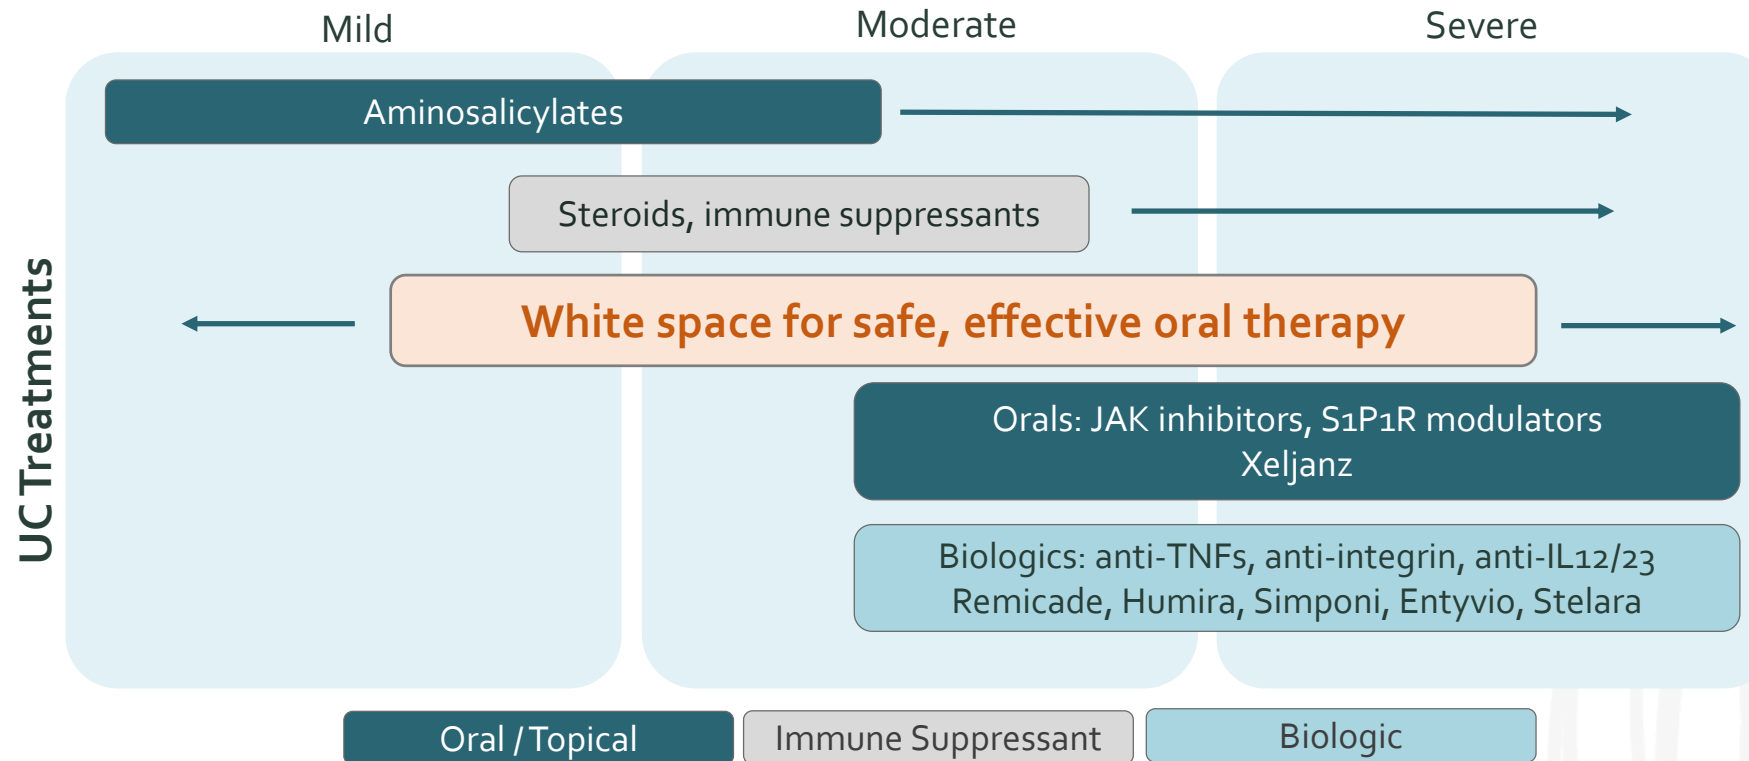 Mild
Moderate
Severe
UC Treatments
Aminosalicylates
Steroids, immune suppressants
White space for safe, effective oral therapy
Orals: JAK inhibitors, S1P1R modulators
Xeljanz
Biologics: anti-TNFs, anti-integrin, anti-IL12/23
Remicade, Humira, Simponi, Entyvio, Stelara
Oral / Topical
Immune Suppressant
Biologic